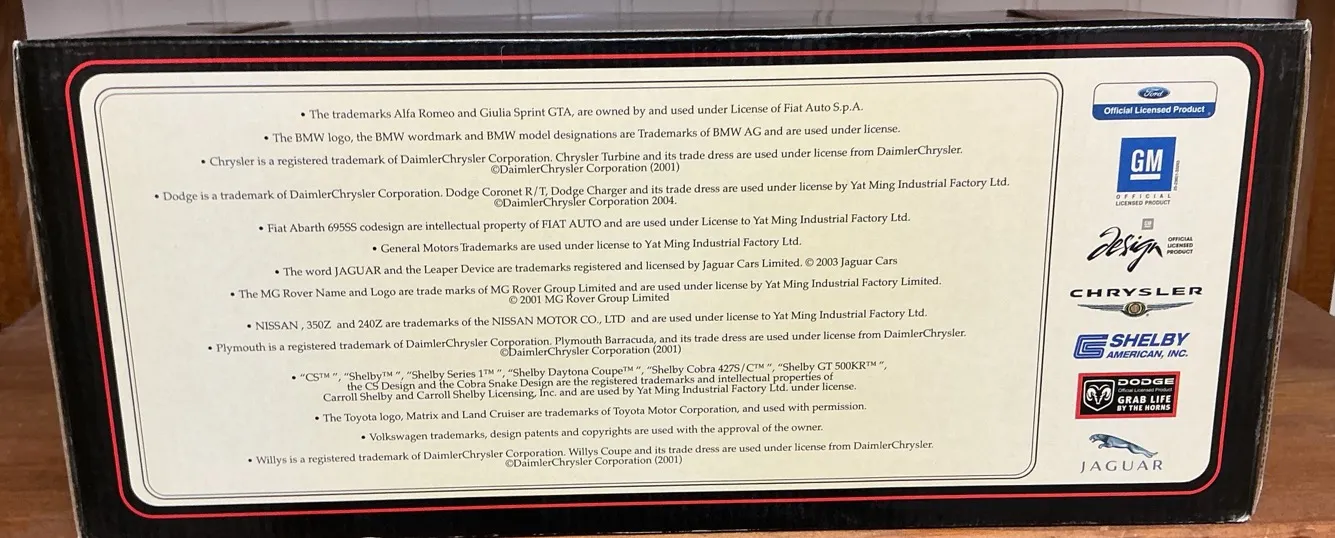 • The trademarks Alfa Romeo and Giulia Sprint GTA, are owned by and used under License of Fiat Auto S.p.A.
• The BMW logo, the BMW wordmark and BMW model designations are Trademarks of BMW AG and are used under license.
• Chrysler is a registered trademark of DaimlerChrysler Corporation. Chrysler Turbine and its trade dress are used under license from DaimlerChrysler.
©DaimlerChrysler Corporation (2001)
• Dodge is a trademark of DaimlerChrysler Corporation. Dodge Coronet R/T, Dodge Charger and its trade dress are used under license by Yat Ming Industrial Factory Ltd.
©DaimlerChrysler Corporation 2004.
• Fiat Abarth 695SS codesign are intellectual property of FIAT AUTO and are used under License to Yat Ming Industrial Factory Ltd.
• General Motors Trademarks are used under license to Yat Ming Industrial Factory Ltd.
• The word JAGUAR and the Leaper Device are trademarks registered and licensed by Jaguar Cars Limited. © 2003 Jaguar Cars
• The MG Rover Name and Logo are trade marks of MG Rover Group Limited and are used under license by Yat Ming Industrial Factory Limited.
© 2001 MG Rover Group Limited
• NISSAN , 350Z and 240Z are trademarks of the NISSAN MOTOR CO., LTD and are used under license to Yat Ming Industrial Factory Ltd.
• Plymouth is a registered trademark of DaimlerChrysler Corporation. Plymouth Barracuda, and its trade dress are used under license from DaimlerChrysler.
©DaimlerChrysler Corporation (2001)
• "CS™ ", "Shelby™ ", "Shelby Series 1™ ", "Shelby Daytona Coupe™ ", "Shelby Cobra 427S/C™ ", "Shelby GT 500KR™ ",
the CS Design and the Cobra Snake Design are the registered trademarks and intellectual properties of
Carroll Shelby and Carroll Shelby Licensing, Inc. and are used by Yat Ming Industrial Factory Ltd. under license.
• The Toyota logo, Matrix and Land Cruiser are trademarks of Toyota Motor Corporation, and used with permission.
• Volkswagen trademarks, design patents and copyrights are used with the approval of the owner.
• Willys is a registered trademark of DaimlerChrysler Corporation. Willys Coupe and its trade dress are used under license from DaimlerChrysler.
©DaimlerChrysler Corporation (2001)
Ford
Official Licensed Product
GM
OFFICIAL
LICENSED PRODUCT
GM
design
OFFICIAL
LICENSED
PRODUCT
CHRYSLER
SHELBY
AMERICAN, INC.
DODGE
Official Licensed Product
GRAB LIFE
BY THE HORNS
JAGUAR